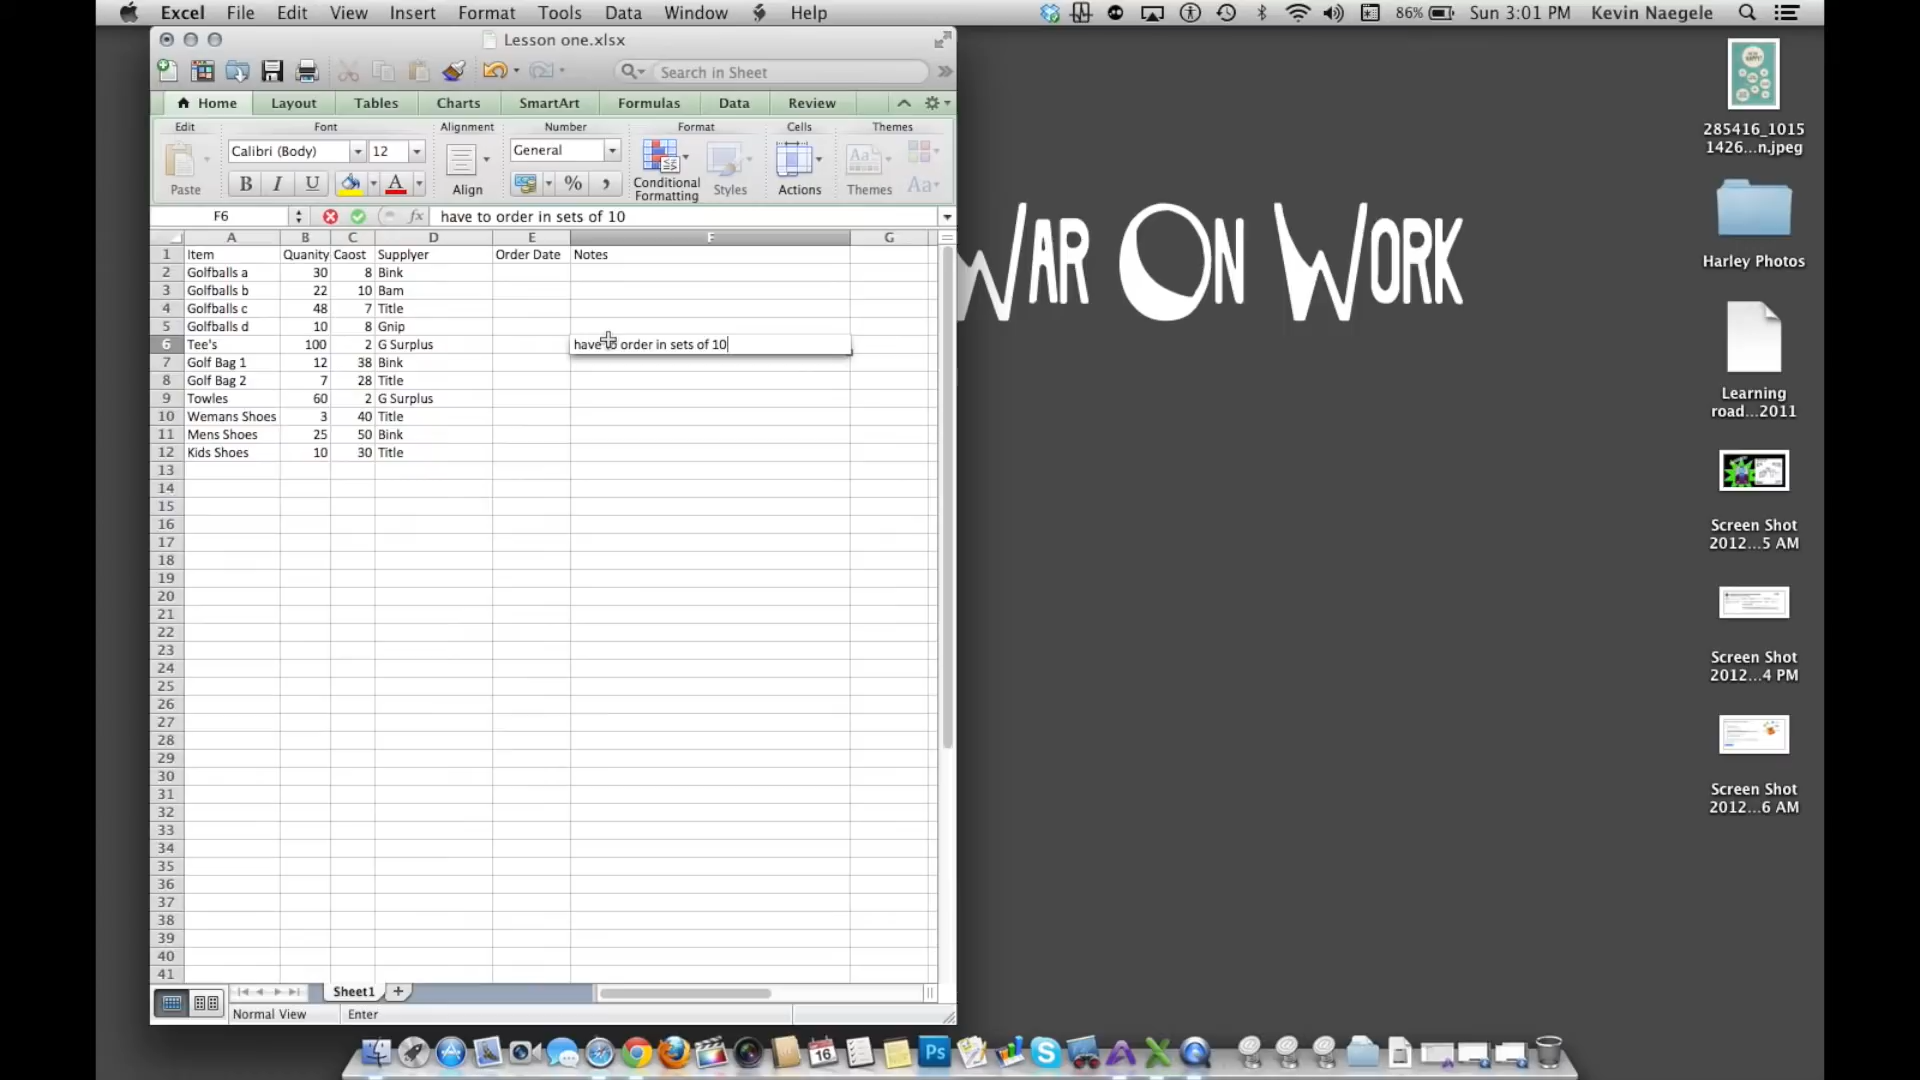 Excel File Edit View Insert Format Tools Data Window Help 86% Sun 3:01 PM Kevin Naegele
Lesson one.xlsx
Search in Sheet
Home Layout Tables Charts SmartArt Formulas Data Review
Edit Font Alignment Number Format Cells Themes
Calibri (Body) 12 General
Paste B I U A Align % , Conditional Formatting Styles Actions Aa Themes Aa
F6 fx have to order in sets of 10
A B C D E F G
1 Item Quanity Caost Supplyer Order Date Notes
2 Golfballs a 30 8 Bink
3 Golfballs b 22 10 Bam
4 Golfballs c 48 7 Title
5 Golfballs d 10 8 Gnip
6 Tee's 100 2 G Surplus have to order in sets of 10
7 Golf Bag 1 12 38 Bink
8 Golf Bag 2 7 28 Title
9 Towles 60 2 G Surplus
10 Wemans Shoes 3 40 Title
11 Mens Shoes 25 50 Bink
12 Kids Shoes 10 30 Title
13
14
15
16
17
18
19
20
21
22
23
24
25
26
27
28
29
30
31
32
33
34
35
36
37
38
39
40
41
Sheet1
Normal View Enter
WAR ON WORK
285416_1015
1426...n.jpeg
Harley Photos
Learning
road...2011
Screen Shot
2012...5 AM
Screen Shot
2012...4 PM
Screen Shot
2012...6 AM
16
Ps